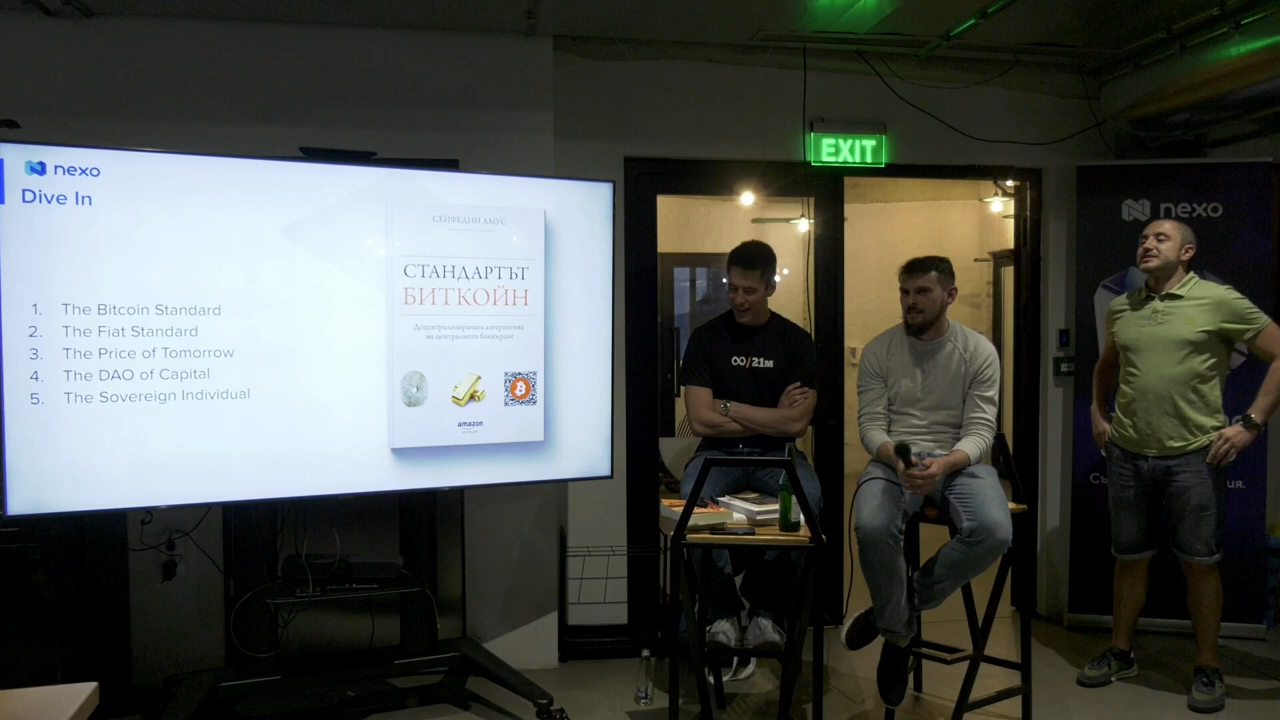 nexo
Dive In
1. The Bitcoin Standard
2. The Fiat Standard
3. The Price of Tomorrow
4. The DAO of Capital
5. The Sovereign Individual
СЕЙФЕДИН АМУС
СТАНДАРТЪТ
БИТКОЙН
Децентрализираната алтернатива
на централното банкиране
amazon
EXIT
∞/21м
nexo